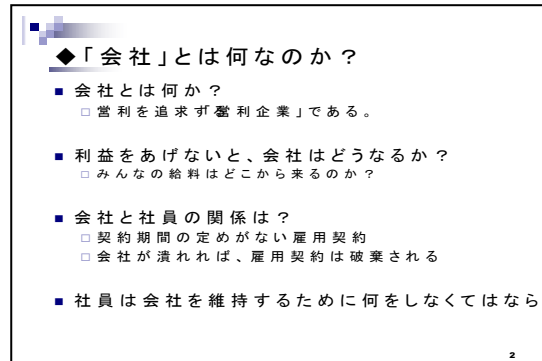 ◆「会社」とは何なのか？
会社とは何か？
営利を追求す「営利企業」である。
利益をあげないと、会社はどうなるか？
みんなの給料はどこから来るのか？
会社と社員の関係は？
契約期間の定めがない雇用契約
会社が潰れれば、雇用契約は破棄される
社員は会社を維持するために何をしなくてはなら
2